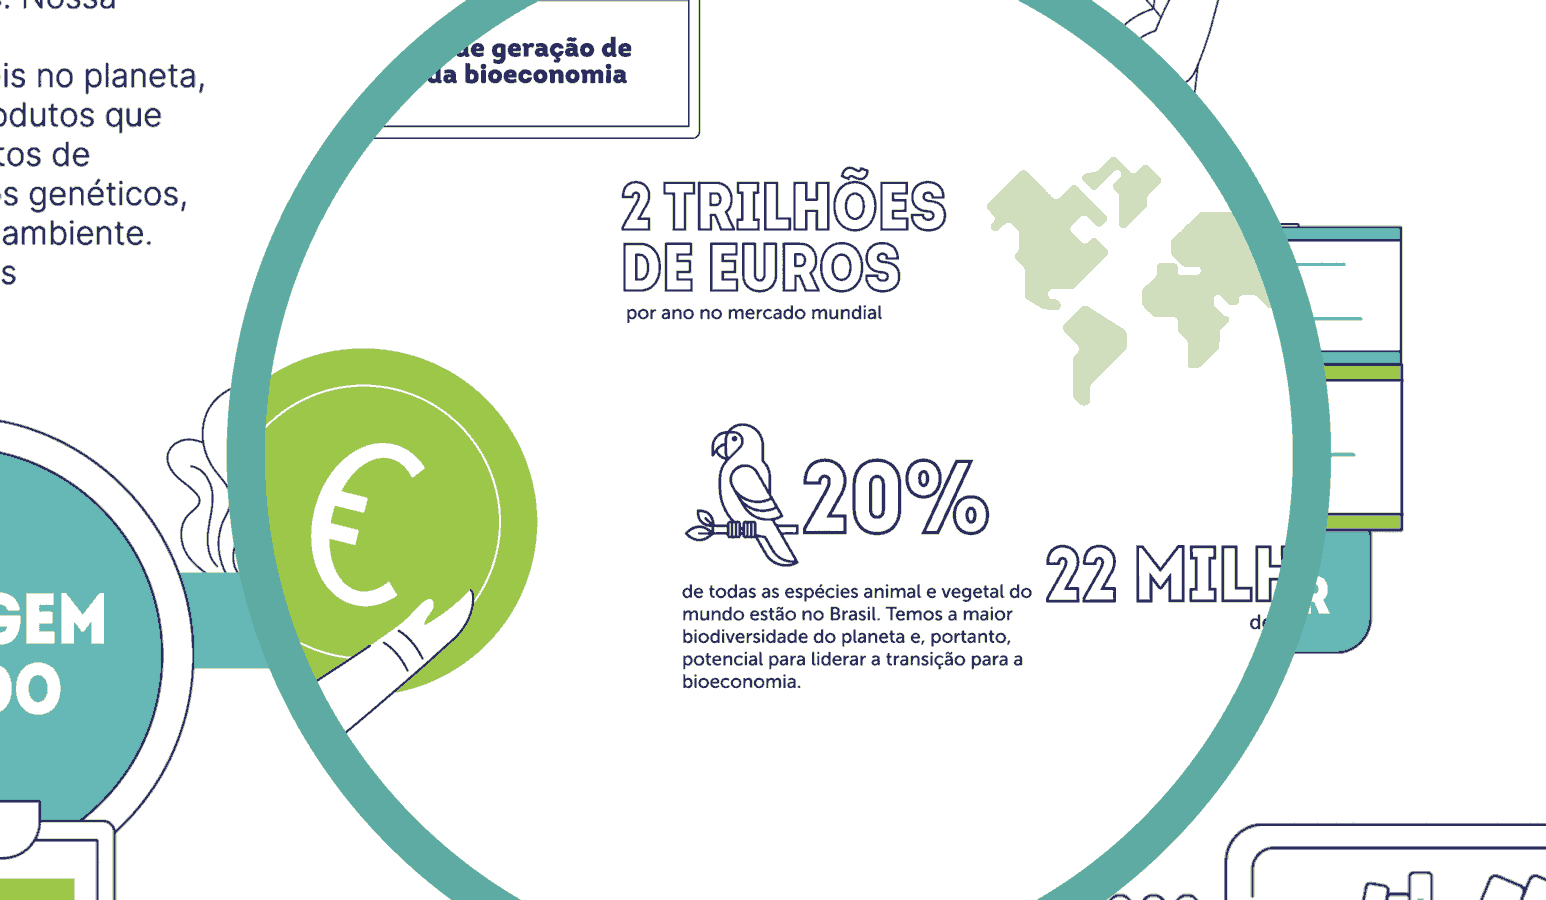 Nossa
is no planeta,
odutos que
tos de
s genéticos,
ambiente.
s
de geração de
da bioeconomia
2 TRILHÕES
DE EUROS
por ano no mercado mundial
€
20%
de todas as espécies animal e vegetal do
mundo estão no Brasil. Temos a maior
biodiversidade do planeta e, portanto,
potencial para liderar a transição para a
bioeconomia.
22 MILH
de
R
GEM
DO